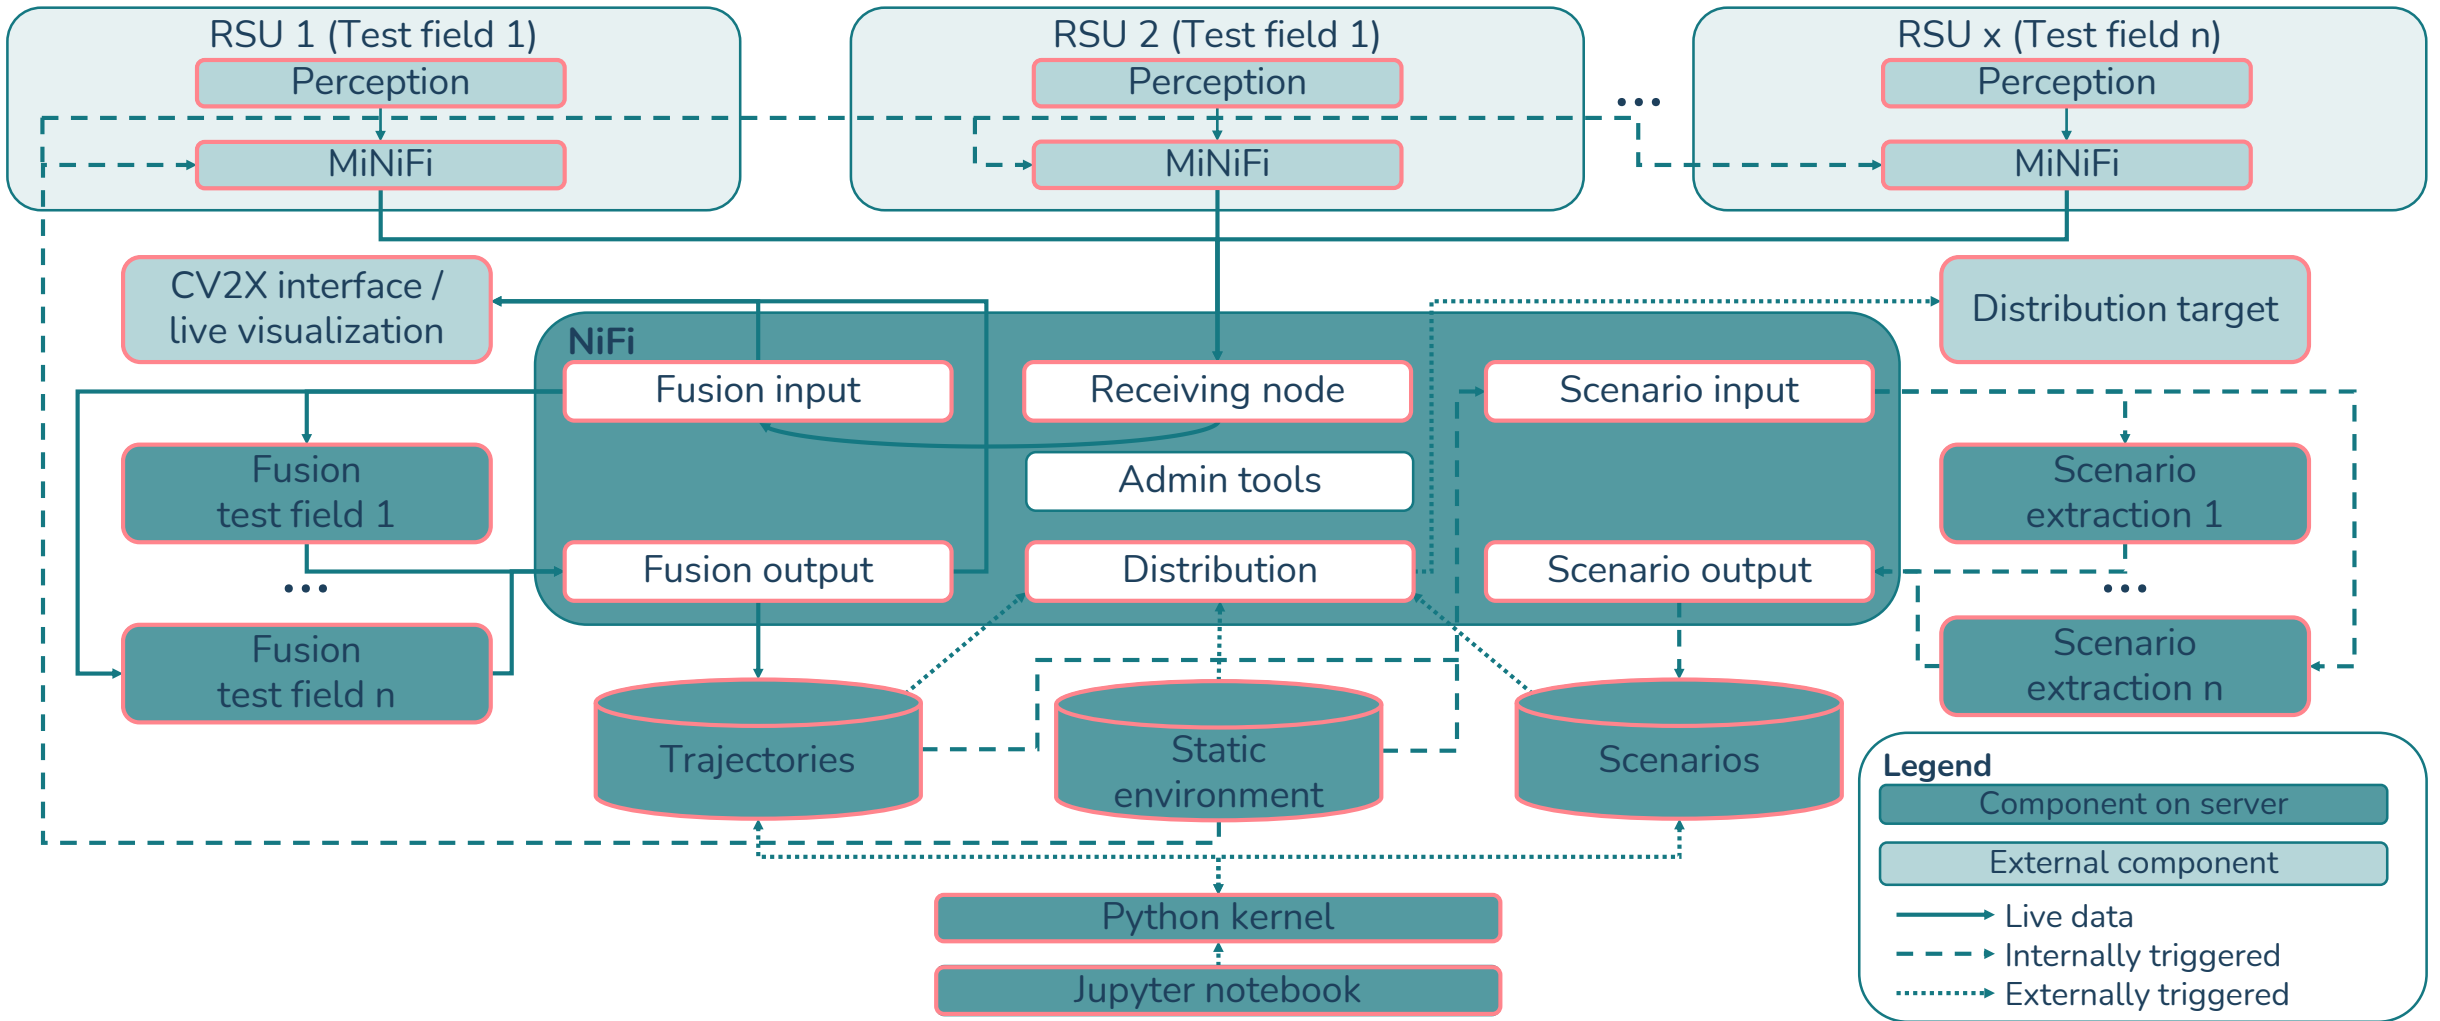 RSU 1 (Test field 1)
Perception
MiNiFi
RSU 2 (Test field 1)
Perception
MiNiFi
...
RSU x (Test field n)
Perception
MiNiFi
CV2X interface /
live visualization
Distribution target
NiFi
Fusion input
Receiving node
Scenario input
Admin tools
Fusion output
Distribution
Scenario output
Fusion
test field 1
...
Fusion
test field n
Scenario
extraction 1
...
Scenario
extraction n
Trajectories
Static
environment
Scenarios
Python kernel
Jupyter notebook
Legend
Component on server
External component
Live data
Internally triggered
Externally triggered